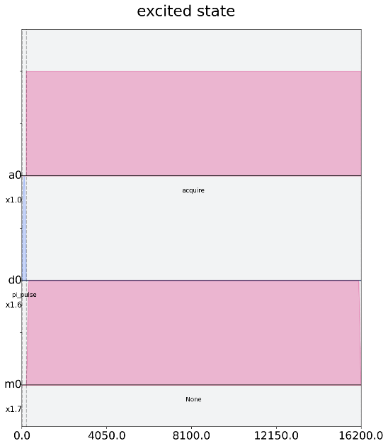 excited state
a0
x1.0
acquire
d0
pi_pulse
x1.6
m0
None
x1.7
0.0 4050.0 8100.0 12150.0 16200.0